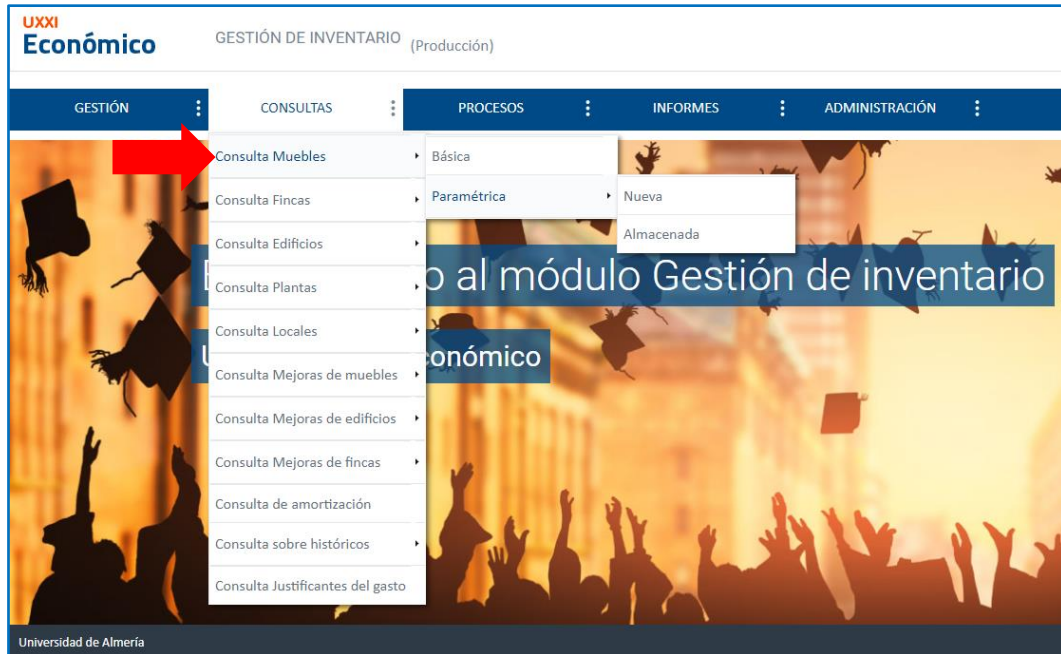 UXXI
Económico
GESTIÓN DE INVENTARIO (Producción)
GESTIÓN
CONSULTAS
PROCESOS
INFORMES
ADMINISTRACIÓN
Consulta Muebles
Básica
Consulta Fincas
Paramétrica
Nueva
Consulta Edificios
Almacenada
Consulta Plantas
o al módulo Gestión de inventario
Consulta Locales
conómico
Consulta Mejoras de muebles
Consulta Mejoras de edificios
Consulta Mejoras de fincas
Consulta de amortización
Consulta sobre históricos
Consulta Justificantes del gasto
Universidad de Almería